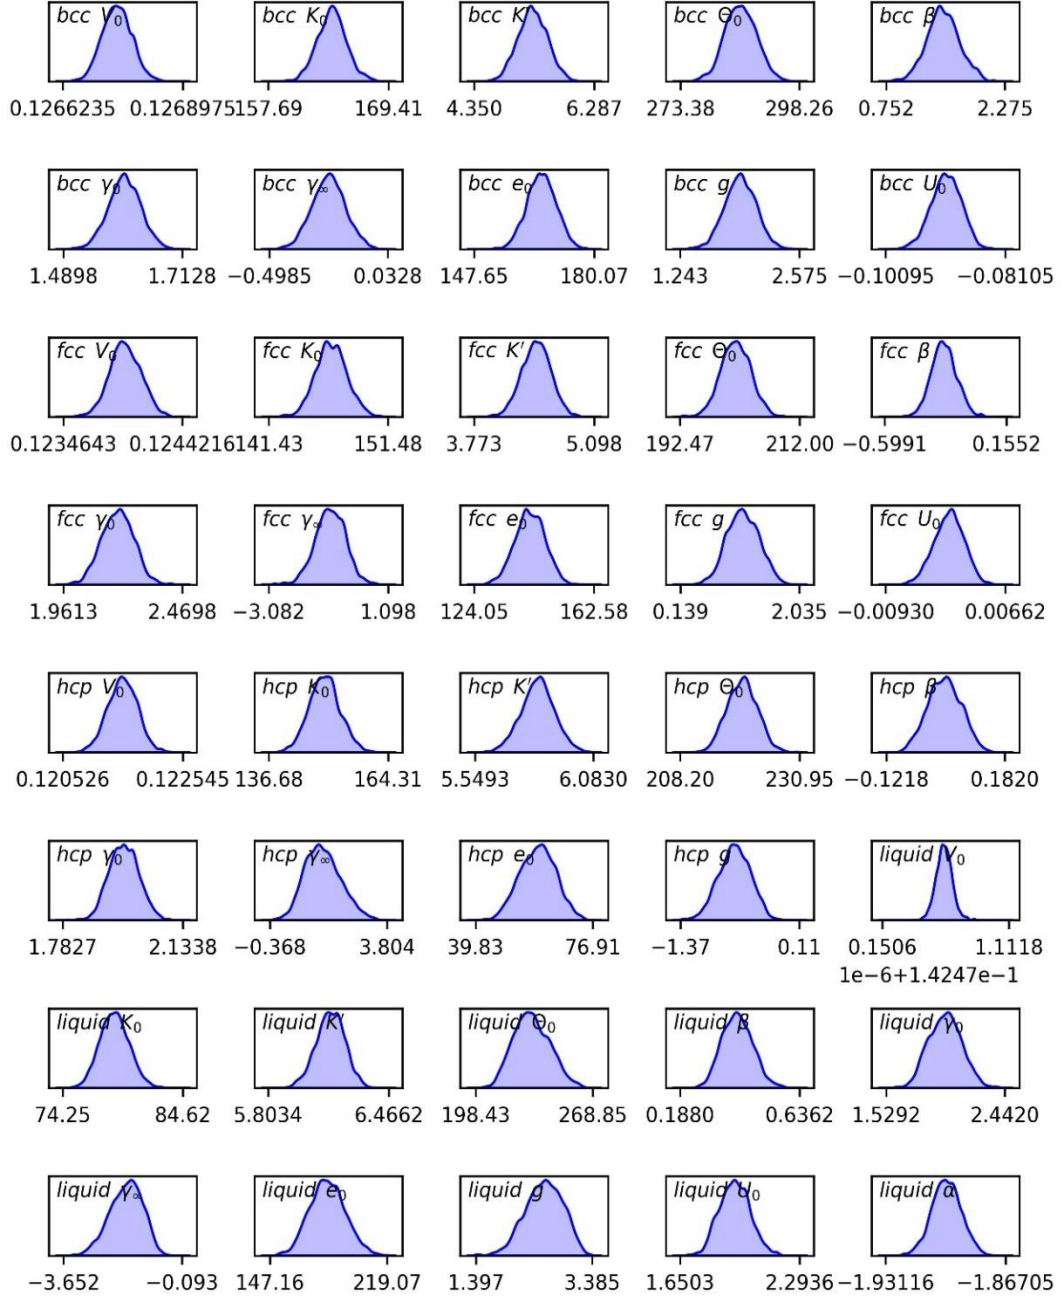 bcc V₀ bcc K₀ bcc K′ bcc Θ₀ bcc β
0.1266235 0.1268975 157.69 169.41 4.350 6.287 273.38 298.26 0.752 2.275
bcc γ₀ bcc γ∞ bcc e₀ bcc g bcc U₀
1.4898 1.7128 −0.4985 0.0328 147.65 180.07 1.243 2.575 −0.10095 −0.08105
fcc V₀ fcc K₀ fcc K′ fcc Θ₀ fcc β
0.1234643 0.1244216 141.43 151.48 3.773 5.098 192.47 212.00 −0.5991 0.1552
fcc γ₀ fcc γ∞ fcc e₀ fcc g fcc U₀
1.9613 2.4698 −3.082 1.098 124.05 162.58 0.139 2.035 −0.00930 0.00662
hcp V₀ hcp K₀ hcp K′ hcp Θ₀ hcp β
0.120526 0.122545 136.68 164.31 5.5493 6.0830 208.20 230.95 −0.1218 0.1820
hcp γ₀ hcp γ∞ hcp e₀ hcp g liquid V₀
1.7827 2.1338 −0.368 3.804 39.83 76.91 −1.37 0.11 0.1506 1.1118
1e−6+1.4247e−1
liquid K₀ liquid K′ liquid Θ₀ liquid β liquid γ₀
74.25 84.62 5.8034 6.4662 198.43 268.85 0.1880 0.6362 1.5292 2.4420
liquid γ∞ liquid e₀ liquid g liquid U₀ liquid α
−3.652 −0.093 147.16 219.07 1.397 3.385 1.6503 2.2936 −1.93116 −1.86705